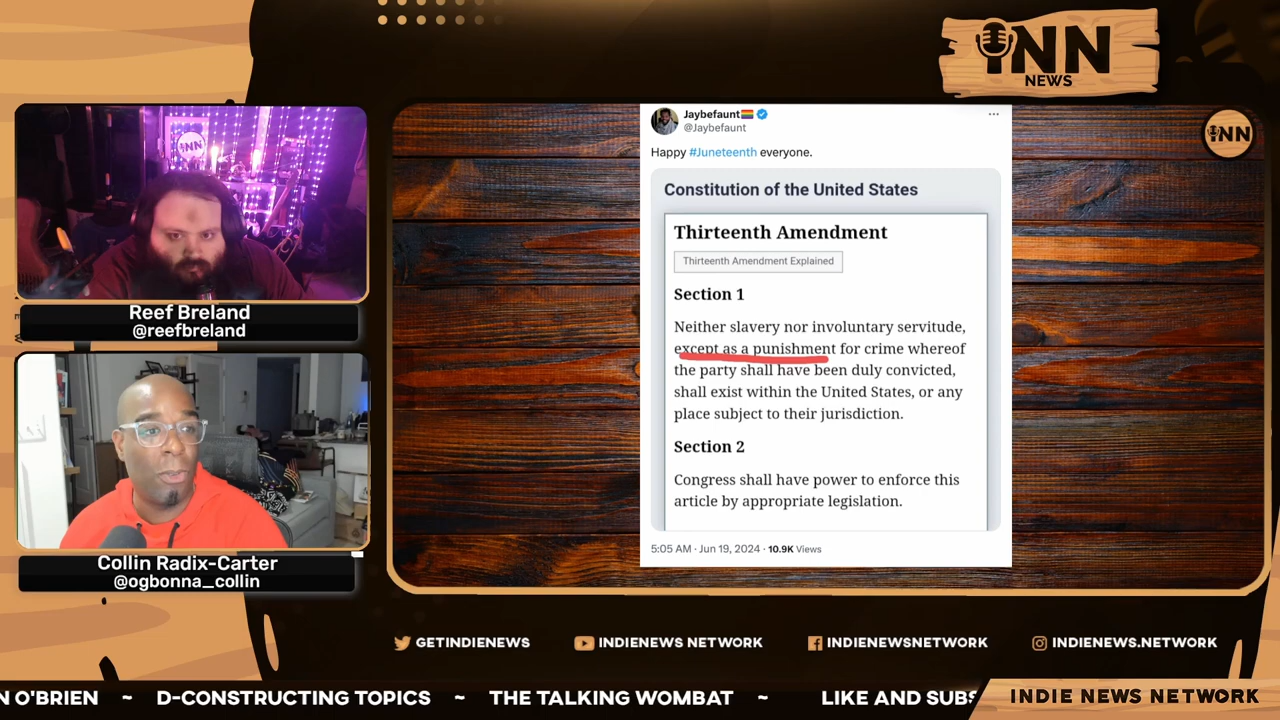 iNN
NEWS
iNN
iNN
Reef Breland
@reefbreland
Collin Radix-Carter
@ogbonna_collin
Jaybefaunt
@Jaybefaunt
Happy #Juneteenth everyone.
Constitution of the United States
Thirteenth Amendment
Thirteenth Amendment Explained
Section 1
Neither slavery nor involuntary servitude,
except as a punishment for crime whereof
the party shall have been duly convicted,
shall exist within the United States, or any
place subject to their jurisdiction.
Section 2
Congress shall have power to enforce this
article by appropriate legislation.
5:05 AM · Jun 19, 2024 · 10.9K Views
GETINDIENEWS
INDIENEWS NETWORK
INDIENEWSNETWORK
INDIENEWS.NETWORK
N O'BRIEN ~ D-CONSTRUCTING TOPICS ~ THE TALKING WOMBAT ~ LIKE AND SUBS
INDIE NEWS NETWORK